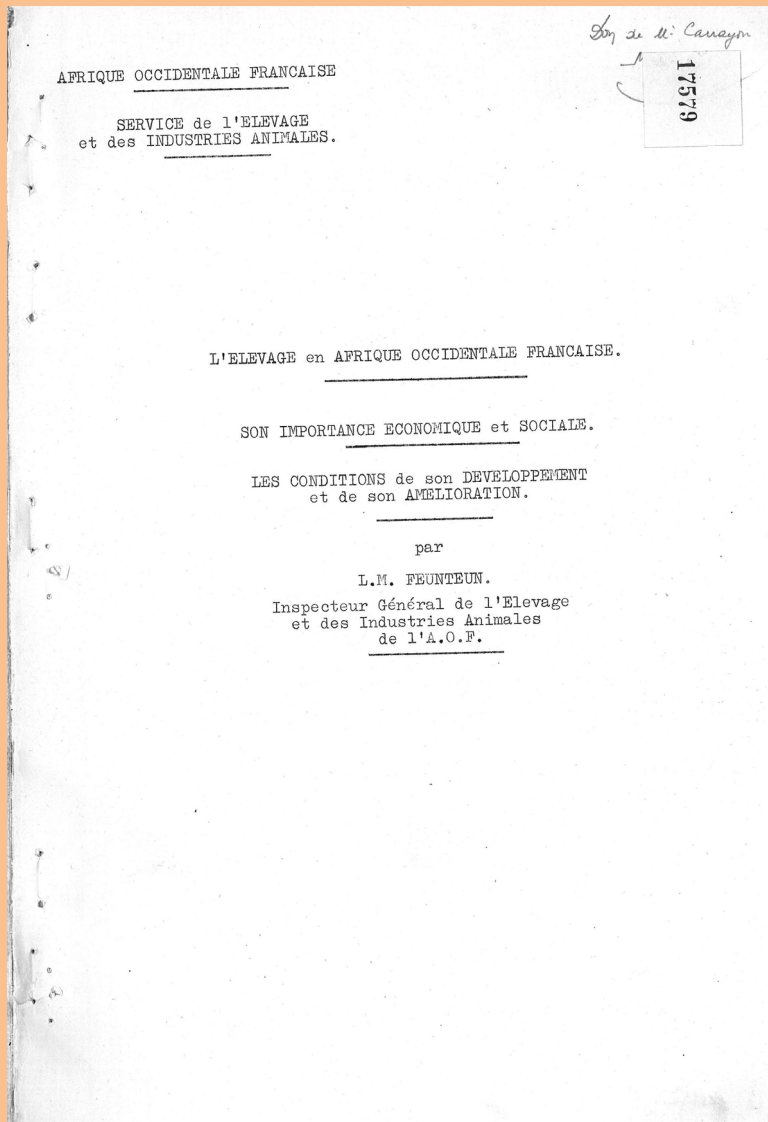 Don de Mr Carrayon
17579
AFRIQUE OCCIDENTALE FRANCAISE
SERVICE de l'ELEVAGE
et des INDUSTRIES ANIMALES.
L'ELEVAGE en AFRIQUE OCCIDENTALE FRANCAISE.
SON IMPORTANCE ECONOMIQUE et SOCIALE.
LES CONDITIONS de son DEVELOPPEMENT
et de son AMELIORATION.
par
L.M. FEUNTEUN.
Inspecteur Général de l'Elevage
et des Industries Animales
de l'A.O.F.